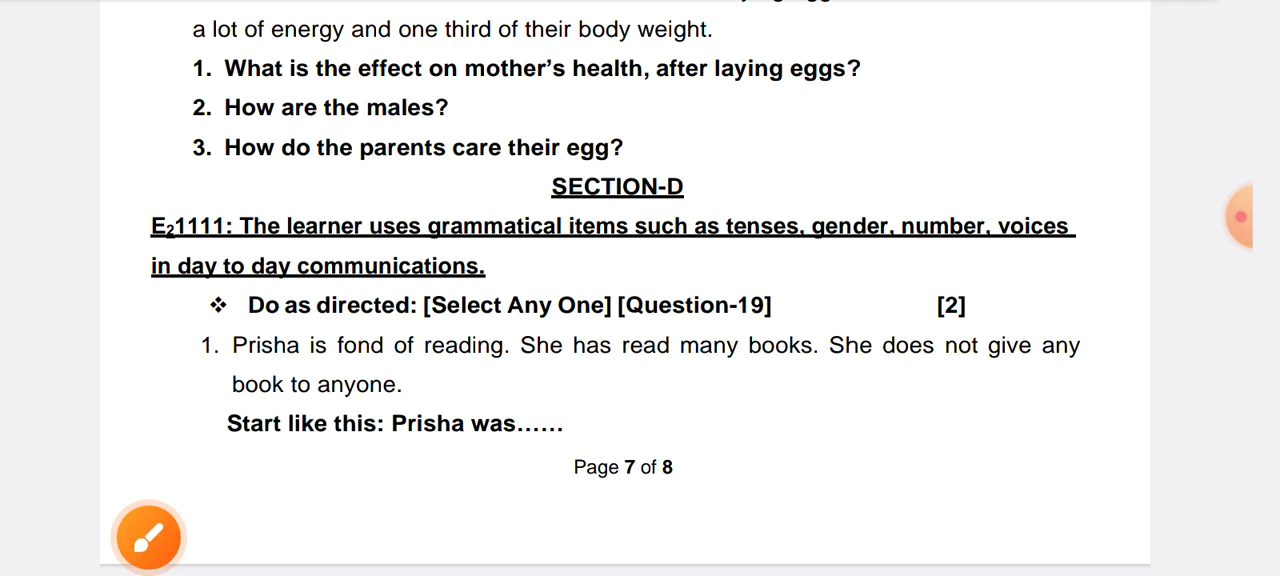 a lot of energy and one third of their body weight.
1. What is the effect on mother’s health, after laying eggs?
2. How are the males?
3. How do the parents care their egg?
SECTION-D
E₂1111: The learner uses grammatical items such as tenses, gender, number, voices
in day to day communications.
❖ Do as directed: [Select Any One] [Question-19] [2]
1. Prisha is fond of reading. She has read many books. She does not give any
book to anyone.
Start like this: Prisha was......
Page 7 of 8